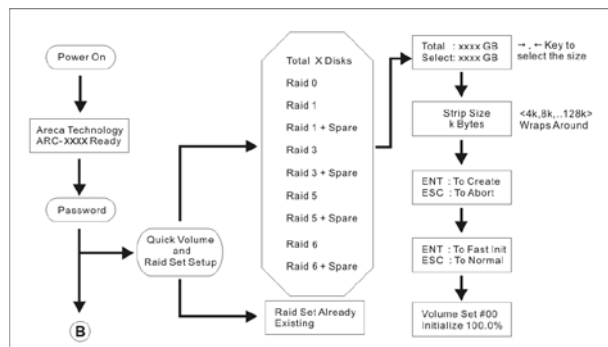 Power On
Areca Technology
ARC-XXXX Ready
Password
B
Quick Volume
and
Raid Set Setup
Total X Disks
Raid 0
Raid 1
Raid 1 + Spare
Raid 3
Raid 3 + Spare
Raid 5
Raid 5 + Spare
Raid 6
Raid 6 + Spare
Raid Set Already
Existing
Total : xxxx GB
Select: xxxx GB
→ . ← Key to
select the size
Strip Size
k Bytes
<4k,8k,..128k>
Wraps Around
ENT : To Create
ESC : To Abort
ENT : To Fast Init
ESC : To Normal
Volume Set #00
Initialize 100.0%